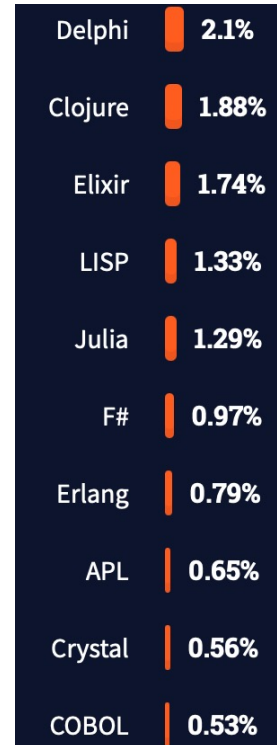 Delphi 2.1%
Clojure 1.88%
Elixir 1.74%
LISP 1.33%
Julia 1.29%
F# 0.97%
Erlang 0.79%
APL 0.65%
Crystal 0.56%
COBOL 0.53%